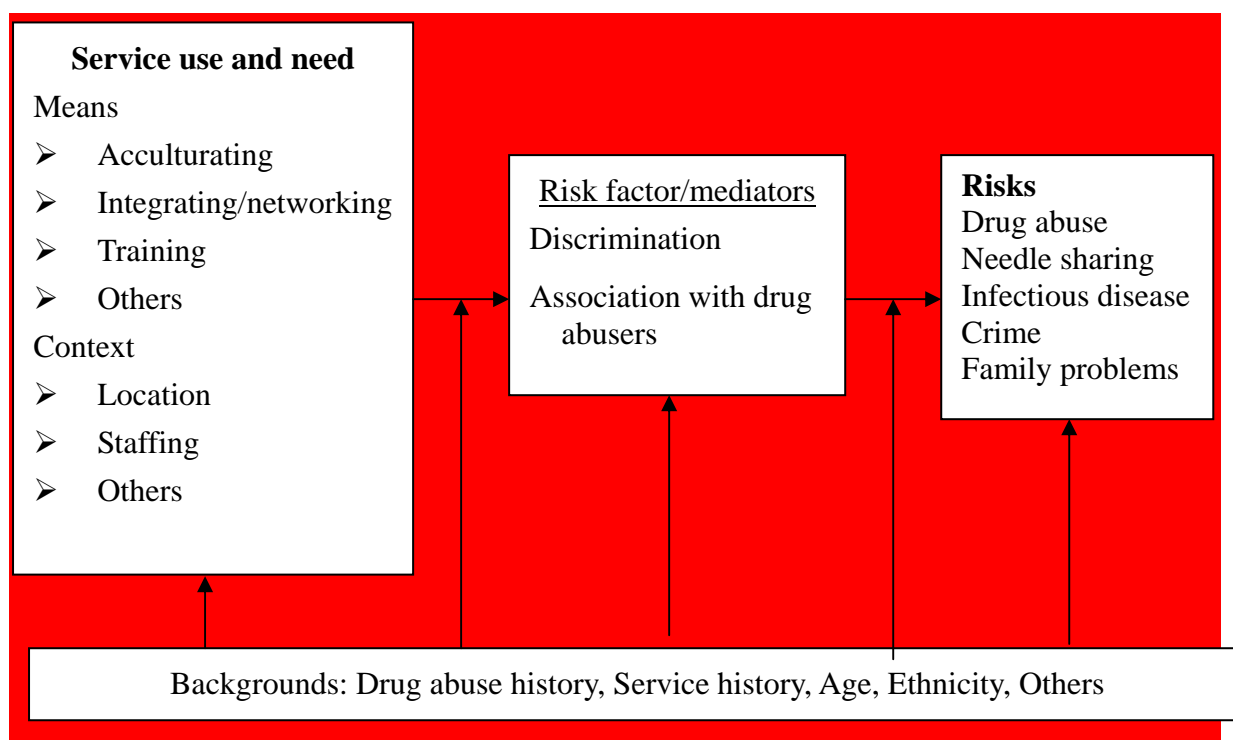 Service use and need
Means
➢ Acculturating
➢ Integrating/networking
➢ Training
➢ Others
Context
➢ Location
➢ Staffing
➢ Others
Risk factor/mediators
Discrimination
Association with drug
abusers
Risks
Drug abuse
Needle sharing
Infectious disease
Crime
Family problems
Backgrounds: Drug abuse history, Service history, Age, Ethnicity, Others